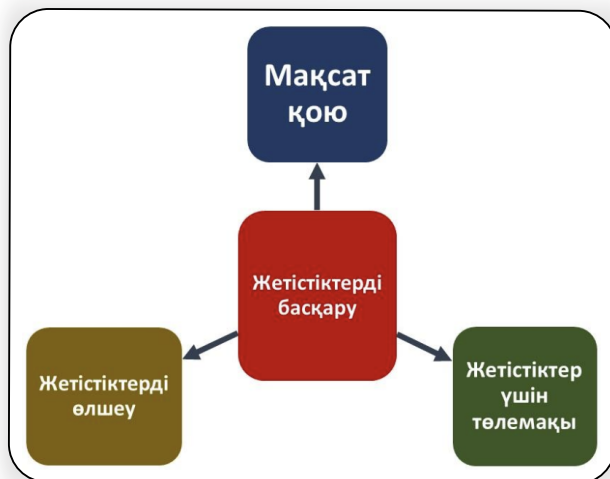 Мақсат
қою
Жетістіктерді
басқару
Жетістіктерді
өлшеу
Жетістіктер
үшін
төлемақы